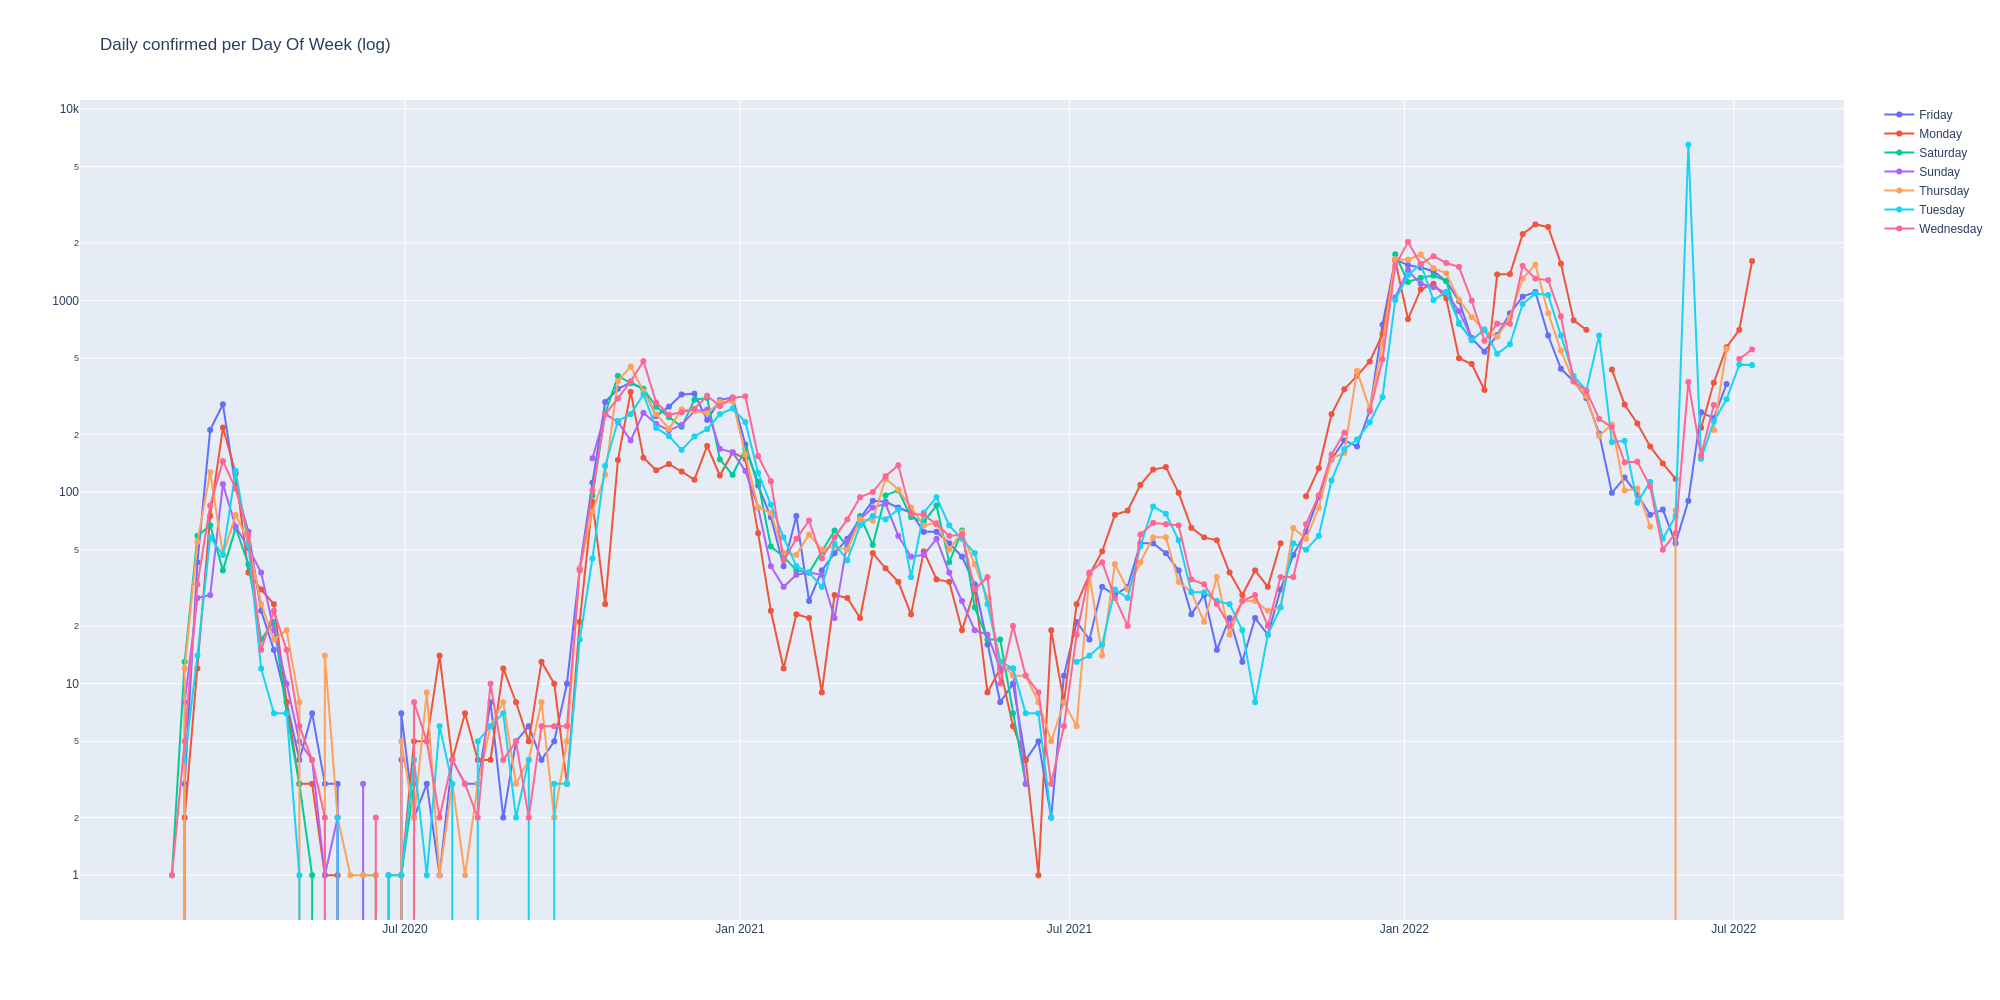 Daily confirmed per Day Of Week (log)
10k
5
2
1000
5
2
100
5
2
10
5
2
1
Jul 2020
Jan 2021
Jul 2021
Jan 2022
Jul 2022
Friday
Monday
Saturday
Sunday
Thursday
Tuesday
Wednesday